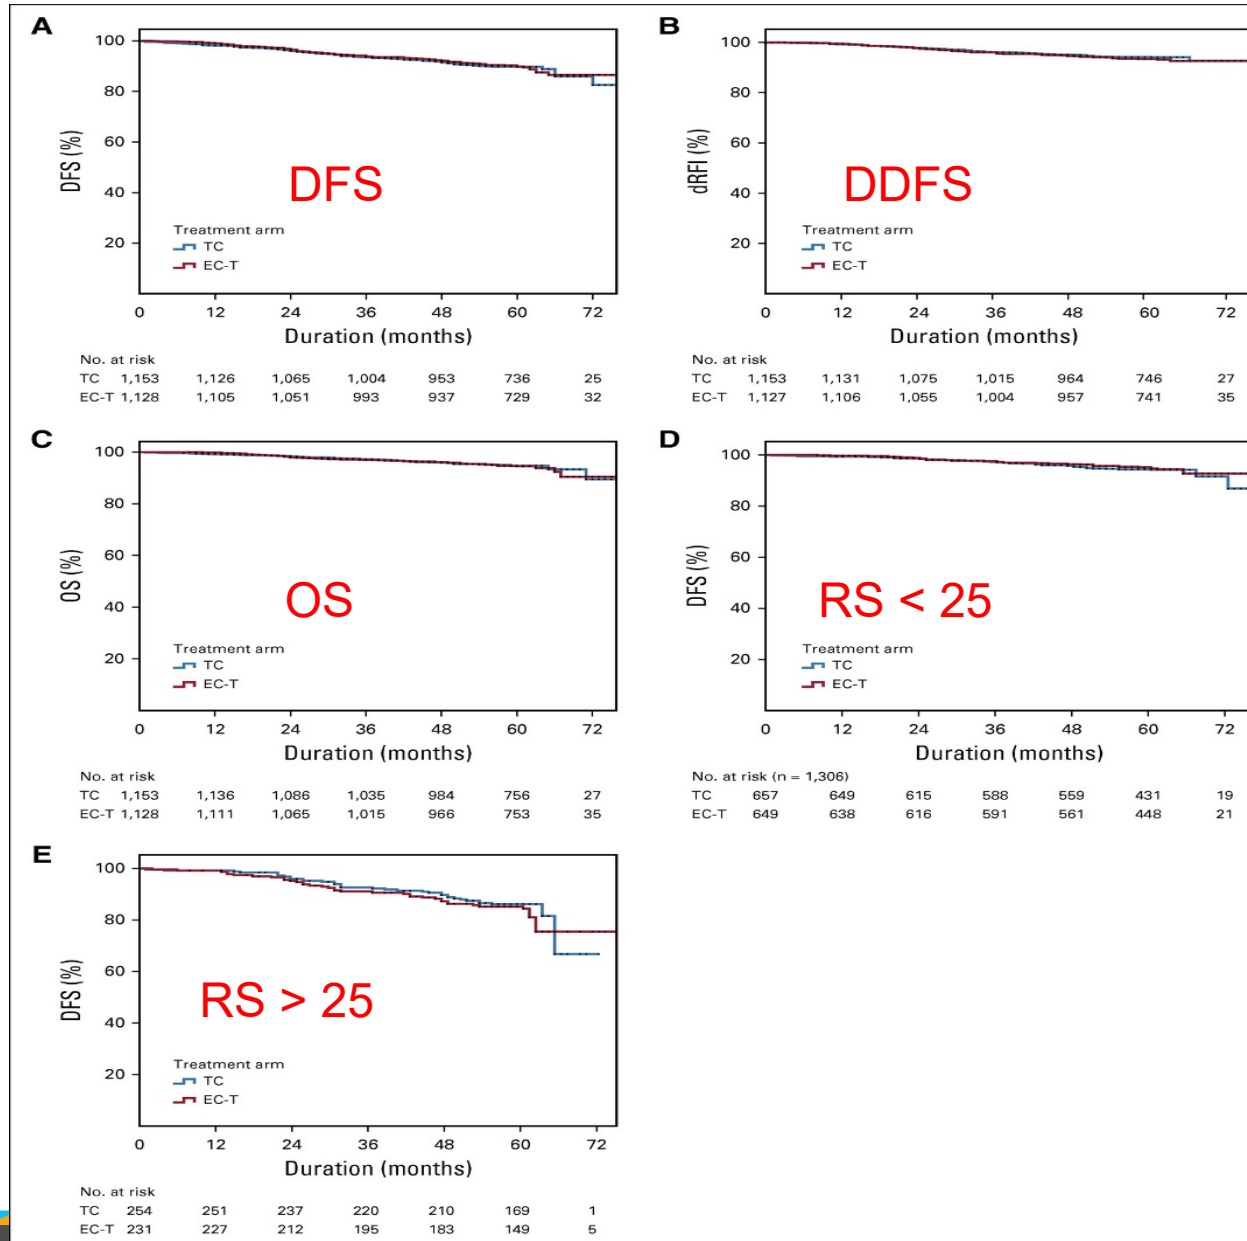 A
100
80
60
40
20
DFS (%)
DFS
Treatment arm
TC
EC-T
0 12 24 36 48 60 72
Duration (months)
No. at risk
TC 1,153 1,126 1,065 1,004 953 736 25
EC-T 1,128 1,105 1,051 993 937 729 32
B
100
80
60
40
20
dRFI (%)
DDFS
Treatment arm
TC
EC-T
0 12 24 36 48 60 72
Duration (months)
No. at risk
TC 1,153 1,131 1,075 1,015 964 746 27
EC-T 1,127 1,106 1,055 1,004 957 741 35
C
100
80
60
40
20
OS (%)
OS
Treatment arm
TC
EC-T
0 12 24 36 48 60 72
Duration (months)
No. at risk
TC 1,153 1,136 1,086 1,035 984 756 27
EC-T 1,128 1,111 1,065 1,015 966 753 35
D
100
80
60
40
20
DFS (%)
RS < 25
Treatment arm
TC
EC-T
0 12 24 36 48 60 72
Duration (months)
No. at risk (n = 1,306)
TC 657 649 615 588 559 431 19
EC-T 649 638 616 591 561 448 21
E
100
80
60
40
20
DFS (%)
RS > 25
Treatment arm
TC
EC-T
0 12 24 36 48 60 72
Duration (months)
No. at risk
TC 254 251 237 220 210 169 1
EC-T 231 227 212 195 183 149 5